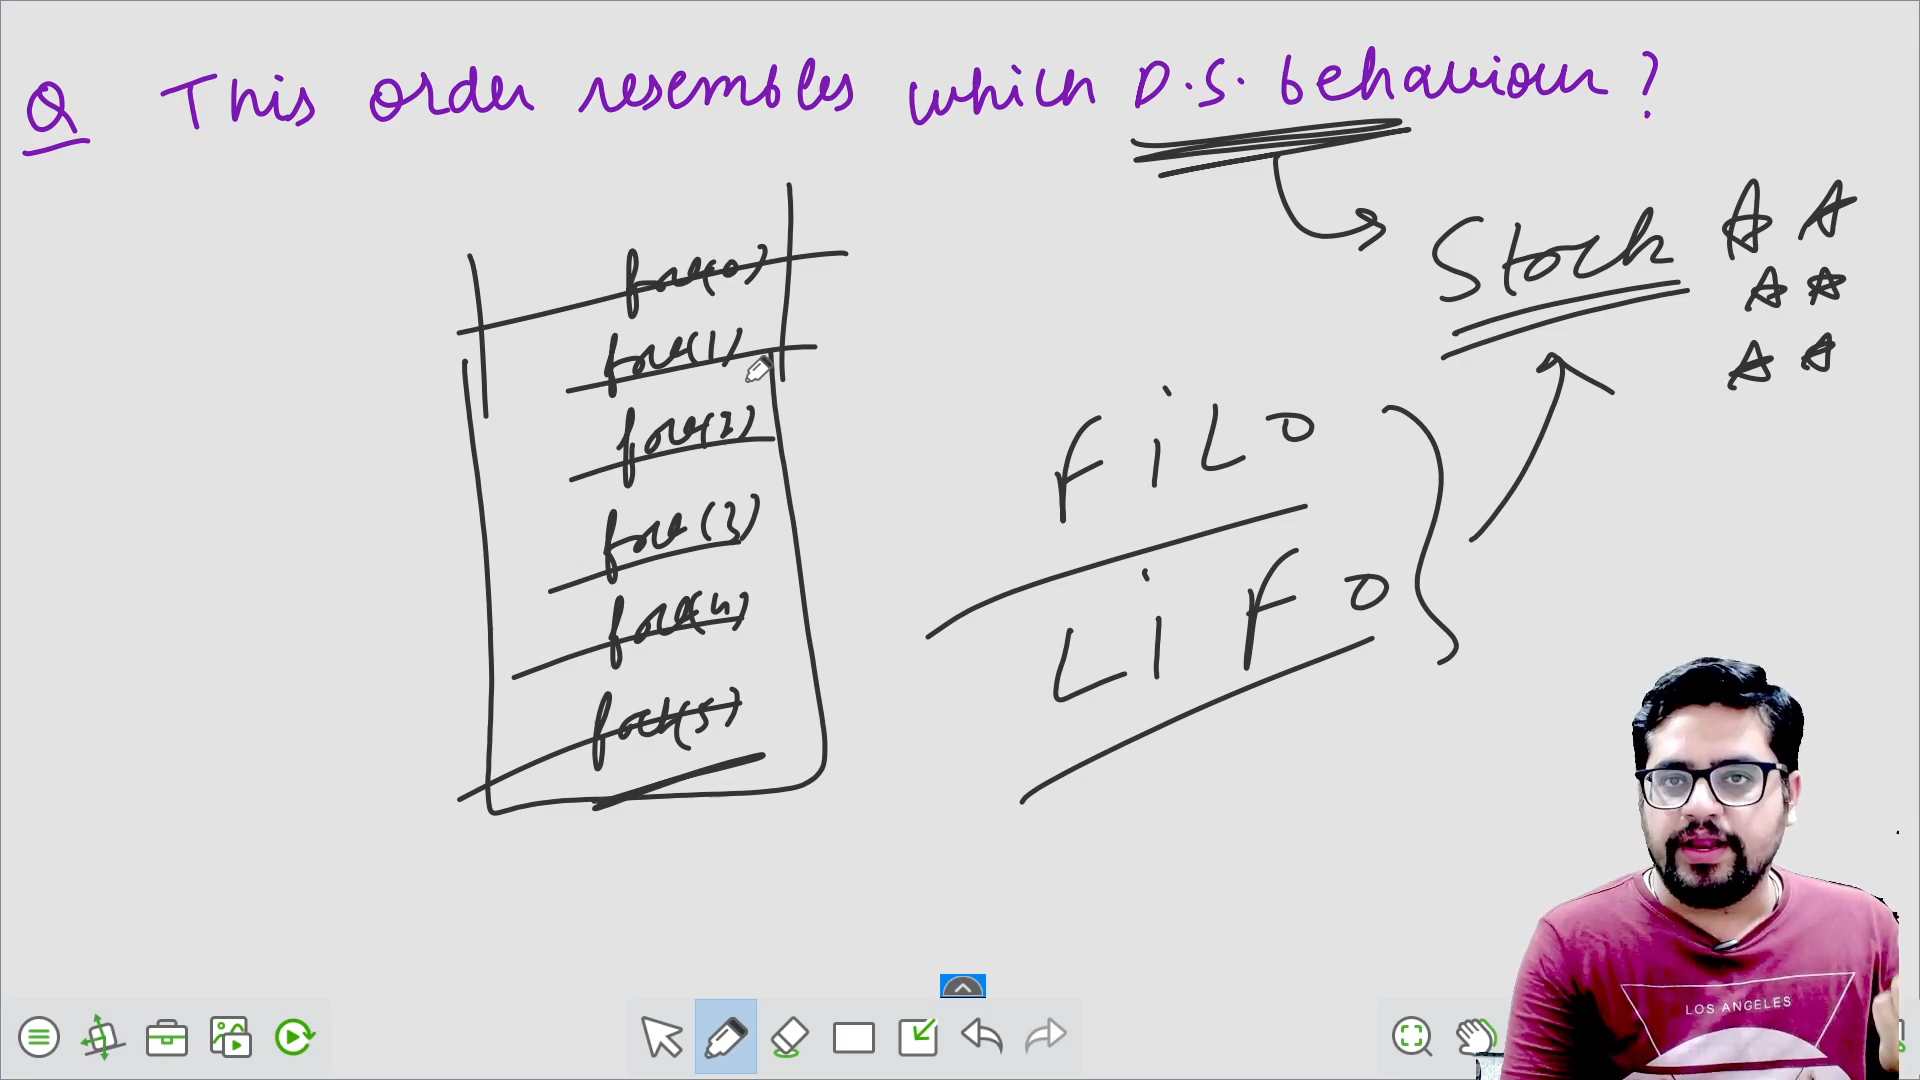 Q This order resembles which D.S. behaviour?
Stack
fact(0)
fact(1)
fact(2)
fact(3)
fact(4)
fact(5)
FiLO
LiFO
LOS ANGELES